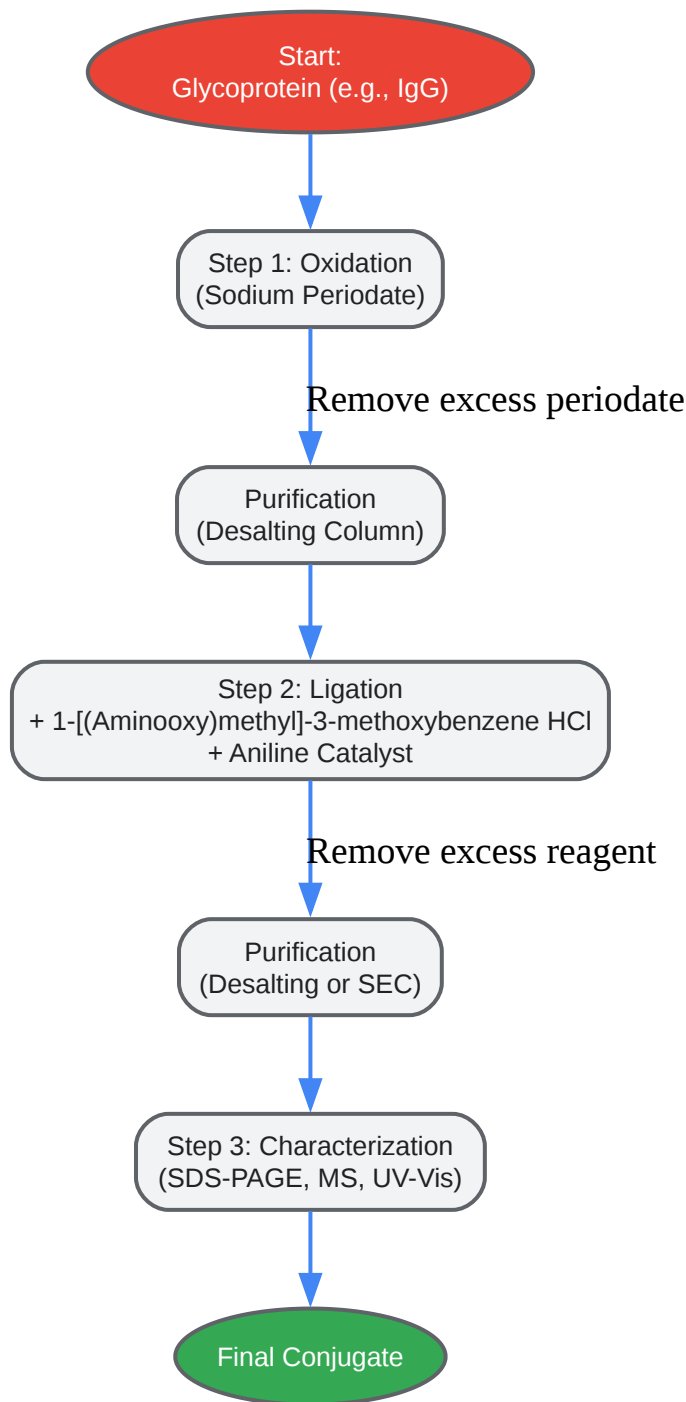 Start:
Glycoprotein (e.g., IgG)
Step 1: Oxidation
(Sodium Periodate)
Remove excess periodate
Purification
(Desalting Column)
Step 2: Ligation
+ 1-[(Aminooxy)methyl]-3-methoxybenzene HCl
+ Aniline Catalyst
Remove excess reagent
Purification
(Desalting or SEC)
Step 3: Characterization
(SDS-PAGE, MS, UV-Vis)
Final Conjugate